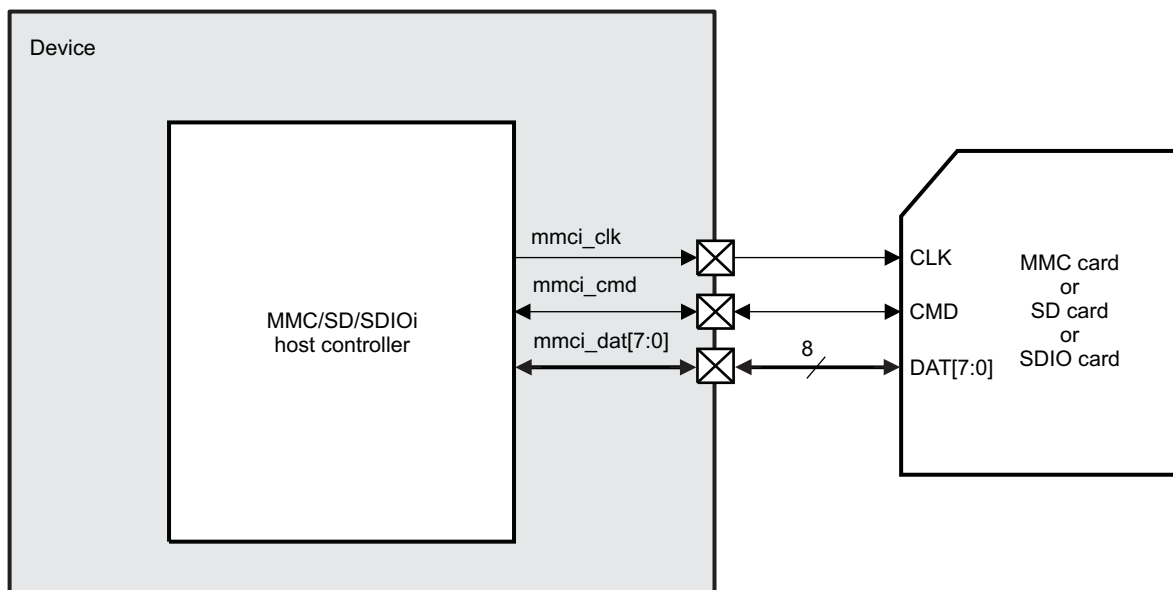 Device
MMC/SD/SDIOi
host controller
mmci_clk
mmci_cmd
mmci_dat[7:0]
8
CLK
CMD
DAT[7:0]
MMC card
or
SD card
or
SDIO card